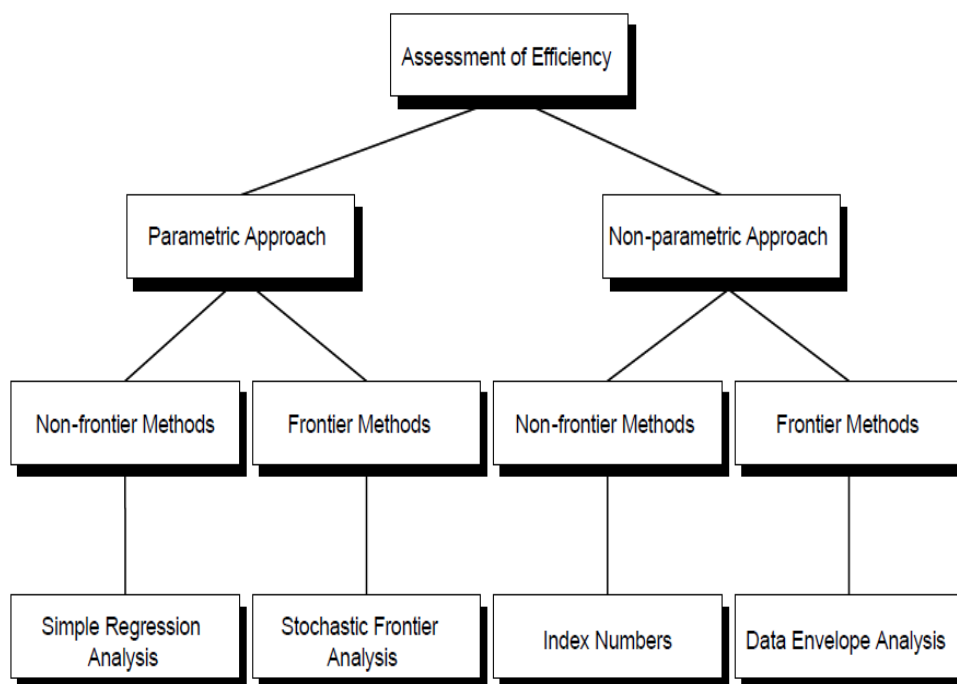 Assessment of Efficiency
Parametric Approach
Non-parametric Approach
Non-frontier Methods
Frontier Methods
Non-frontier Methods
Frontier Methods
Simple Regression
Analysis
Stochastic Frontier
Analysis
Index Numbers
Data Envelope Analysis